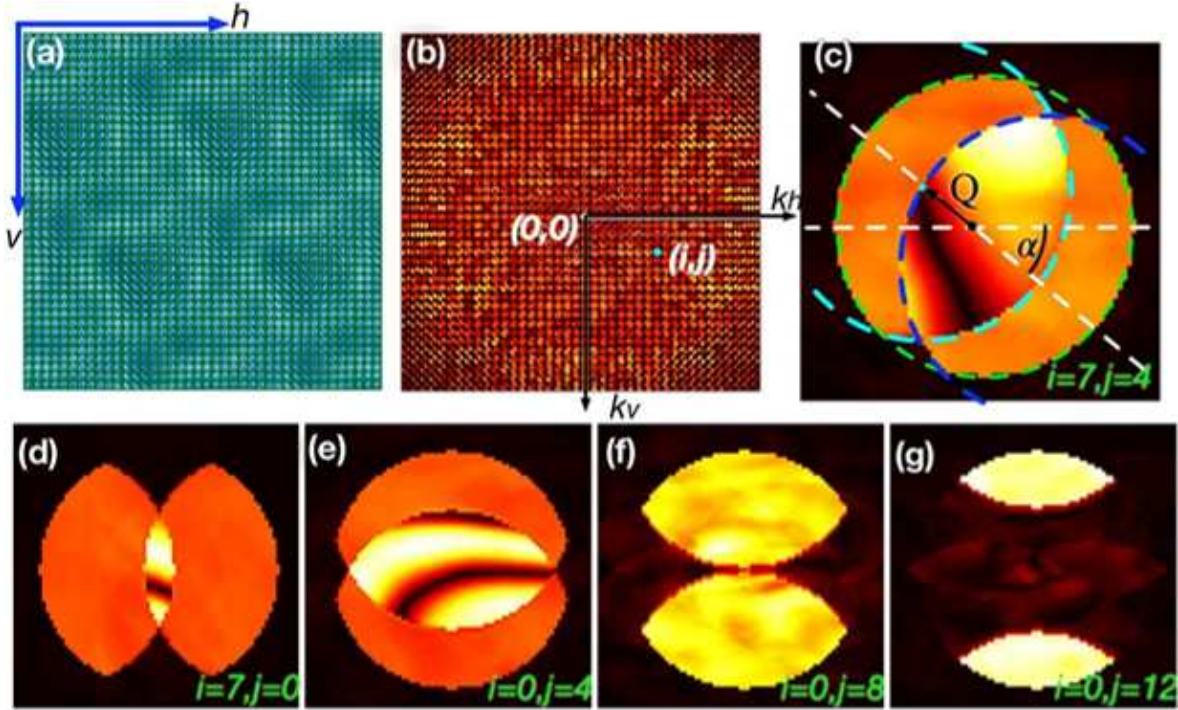 h
(a)
v
(b)
(0,0)
kh
(i,j)
kv
(c)
Q
α
i=7,j=4
(d)
i=7,j=0
(e)
i=0,j=4
(f)
i=0,j=8
(g)
i=0,j=12